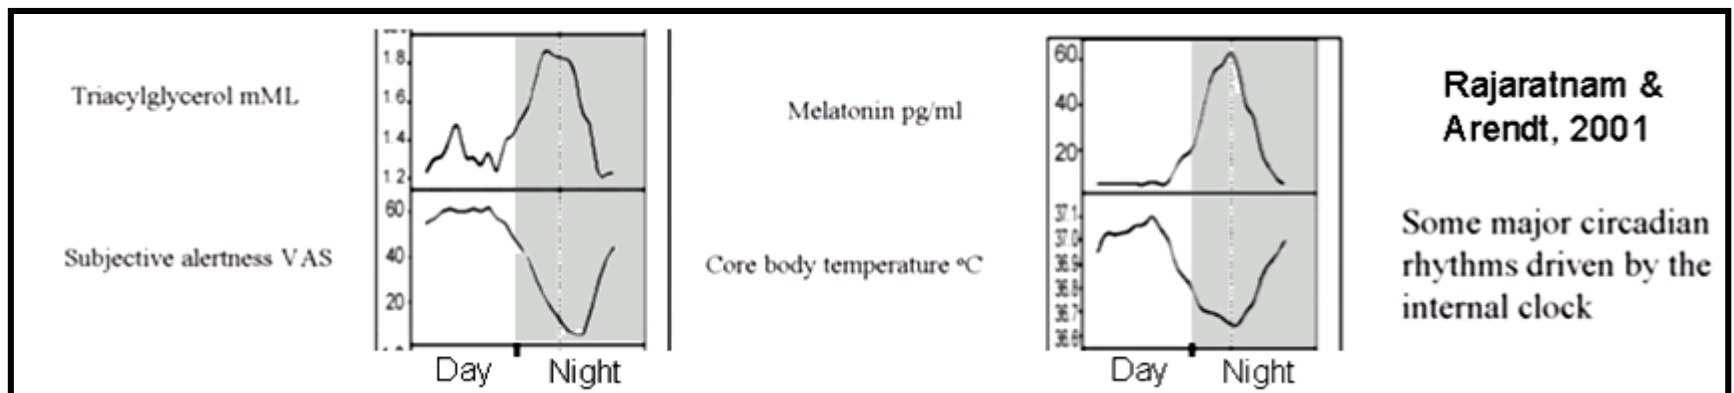 Triacylglycerol mML
1.8
1.6
1.4
1.2
Subjective alertness VAS
60
40
20
Day
Night
Melatonin pg/ml
60
40
20
Core body temperature ºC
37.1
37.0
36.9
36.8
36.7
36.6
Day
Night
Rajaratnam &
Arendt, 2001
Some major circadian
rhythms driven by the
internal clock